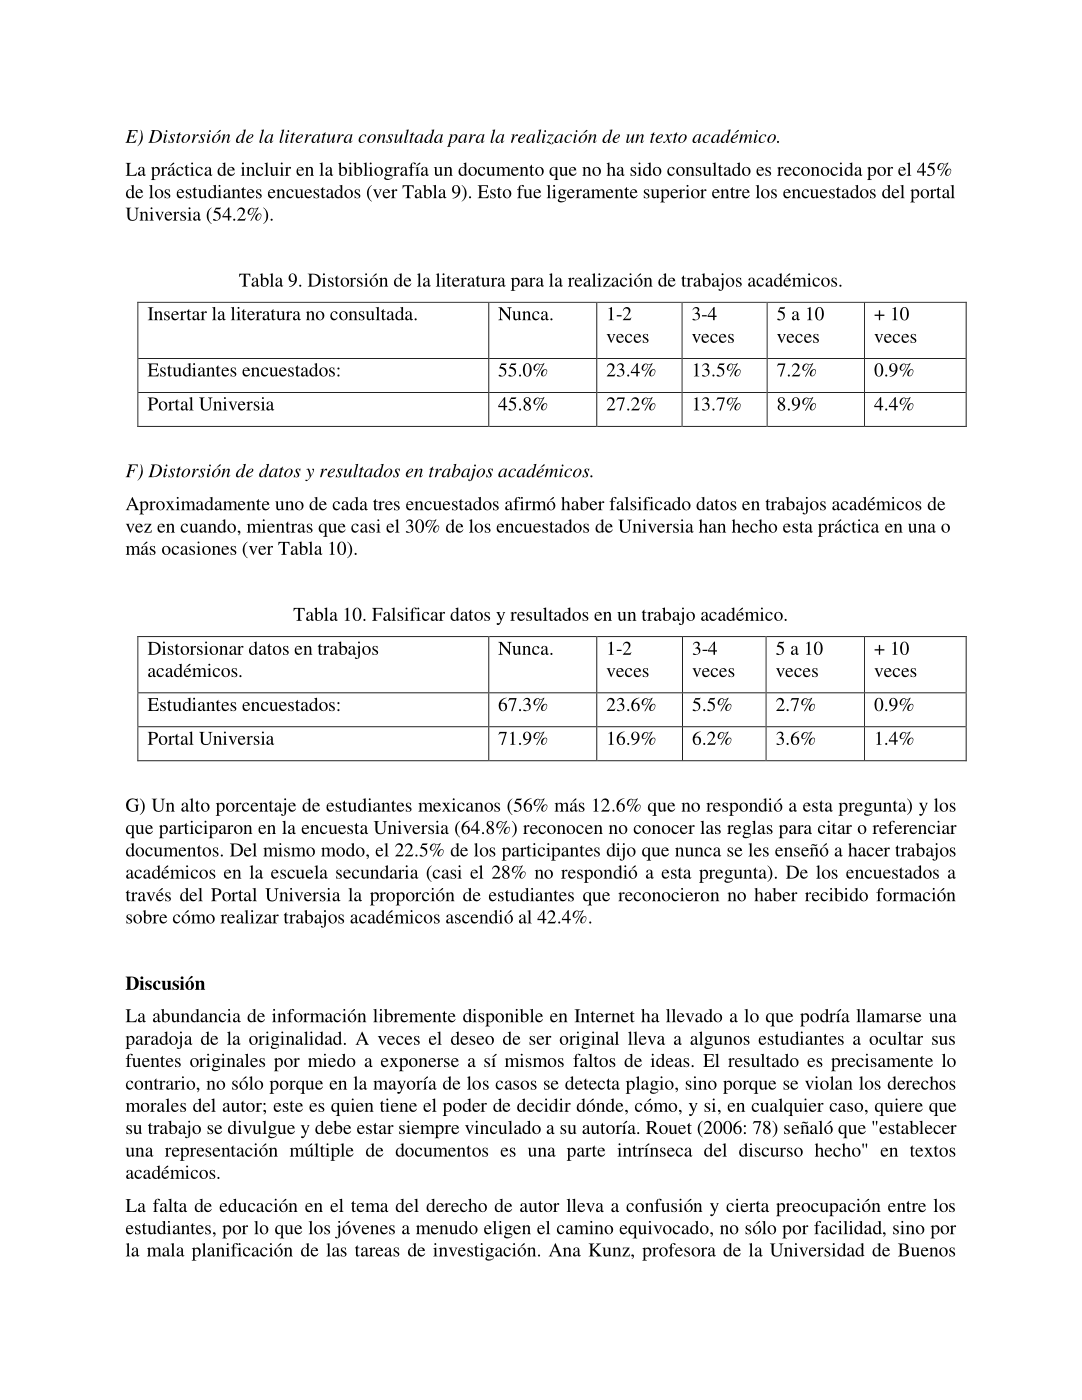 E) Distorsión de la literatura consultada para la realización de un texto académico.
La práctica de incluir en la bibliografía un documento que no ha sido consultado es reconocida por el 45%
de los estudiantes encuestados (ver Tabla 9). Esto fue ligeramente superior entre los encuestados del portal
Universia (54.2%).
Tabla 9. Distorsión de la literatura para la realización de trabajos académicos.
Insertar la literatura no consultada. Nunca. 1-2 3-4 5 a 10 + 10
veces veces veces veces
Estudiantes encuestados: 55.0% 23.4% 13.5% 7.2% 0.9%
Portal Universia 45.8% 27.2% 13.7% 8.9% 4.4%
F) Distorsión de datos y resultados en trabajos académicos.
Aproximadamente uno de cada tres encuestados afirmó haber falsificado datos en trabajos académicos de
vez en cuando, mientras que casi el 30% de los encuestados de Universia han hecho esta práctica en una o
más ocasiones (ver Tabla 10).
Tabla 10. Falsificar datos y resultados en un trabajo académico.
Distorsionar datos en trabajos Nunca. 1-2 3-4 5 a 10 + 10
académicos. veces veces veces veces
Estudiantes encuestados: 67.3% 23.6% 5.5% 2.7% 0.9%
Portal Universia 71.9% 16.9% 6.2% 3.6% 1.4%
G) Un alto porcentaje de estudiantes mexicanos (56% más 12.6% que no respondió a esta pregunta) y los
que participaron en la encuesta Universia (64.8%) reconocen no conocer las reglas para citar o referenciar
documentos. Del mismo modo, el 22.5% de los participantes dijo que nunca se les enseñó a hacer trabajos
académicos en la escuela secundaria (casi el 28% no respondió a esta pregunta). De los encuestados a
través del Portal Universia la proporción de estudiantes que reconocieron no haber recibido formación
sobre cómo realizar trabajos académicos ascendió al 42.4%.
Discusión
La abundancia de información libremente disponible en Internet ha llevado a lo que podría llamarse una
paradoja de la originalidad. A veces el deseo de ser original lleva a algunos estudiantes a ocultar sus
fuentes originales por miedo a exponerse a sí mismos faltos de ideas. El resultado es precisamente lo
contrario, no sólo porque en la mayoría de los casos se detecta plagio, sino porque se violan los derechos
morales del autor; este es quien tiene el poder de decidir dónde, cómo, y si, en cualquier caso, quiere que
su trabajo se divulgue y debe estar siempre vinculado a su autoría. Rouet (2006: 78) señaló que "establecer
una representación múltiple de documentos es una parte intrínseca del discurso hecho" en textos
académicos.
La falta de educación en el tema del derecho de autor lleva a confusión y cierta preocupación entre los
estudiantes, por lo que los jóvenes a menudo eligen el camino equivocado, no sólo por facilidad, sino por
la mala planificación de las tareas de investigación. Ana Kunz, profesora de la Universidad de Buenos